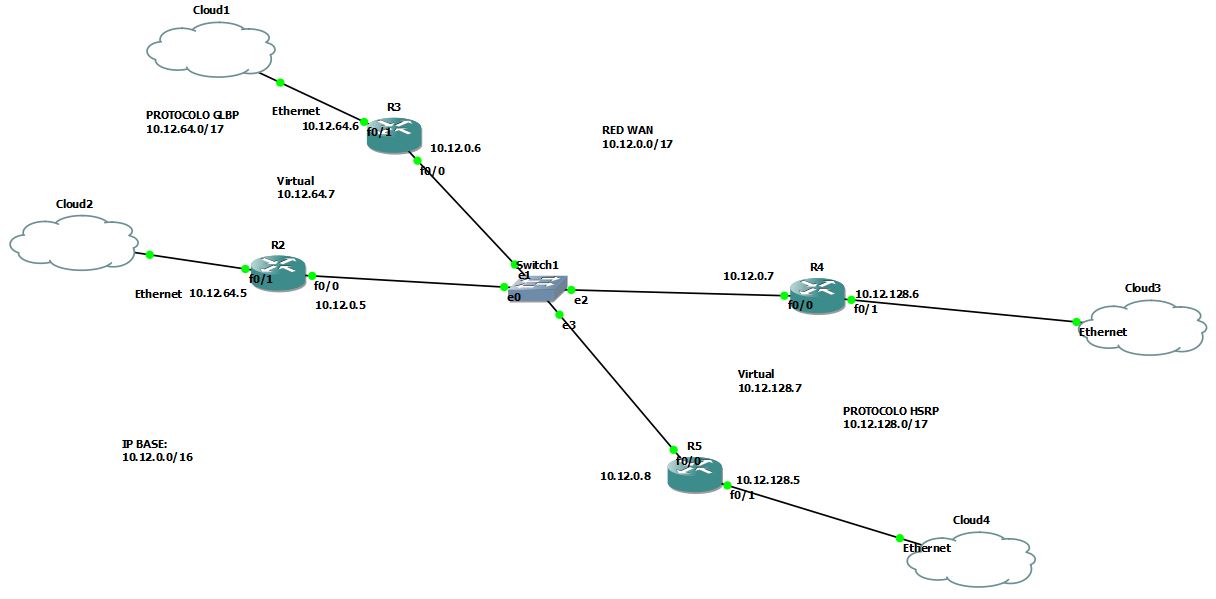 Cloud1
PROTOCOLO GLBP
10.12.64.0/17
Ethernet
10.12.64.6
R3
f0/1
10.12.0.6
f0/0
RED WAN
10.12.0.0/17
Virtual
10.12.64.7
Cloud2
R2
f0/1
f0/0
Ethernet
10.12.64.5
10.12.0.5
Switch1
e1
e0
e2
e3
10.12.0.7
R4
f0/0
10.12.128.6
f0/1
Cloud3
Ethernet
Virtual
10.12.128.7
PROTOCOLO HSRP
10.12.128.0/17
IP BASE:
10.12.0.0/16
R5
f0/0
10.12.0.8
10.12.128.5
f0/1
Cloud4
Ethernet